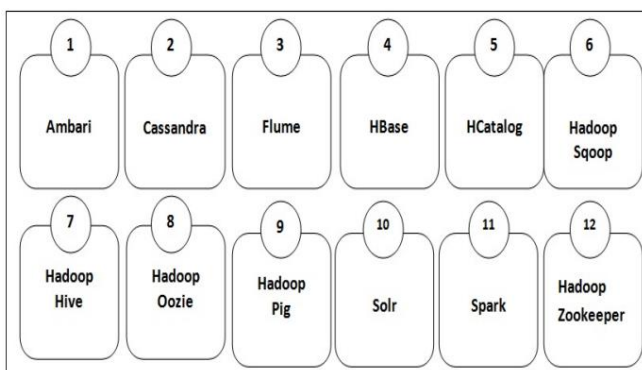 1 2 3 4 5 6
Ambari Cassandra Flume HBase HCatalog Hadoop
Sqoop
7 8 9 10 11 12
Hadoop Hadoop Hadoop Solr Spark Hadoop
Hive Oozie Pig Zookeeper